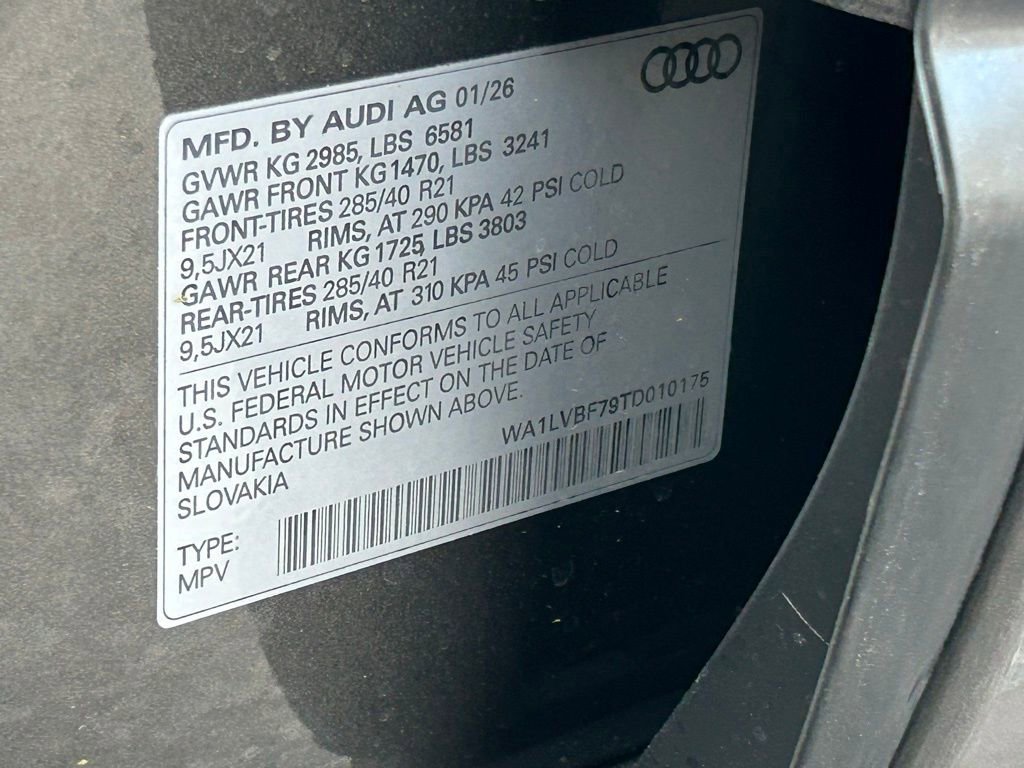 MFD. BY AUDI AG 01/26
GVWR KG 2985, LBS 6581
GAWR FRONT KG 1470, LBS 3241
FRONT-TIRES 285/40 R21
9,5JX21 RIMS, AT 290 KPA 42 PSI COLD
GAWR REAR KG 1725, LBS 3803
REAR-TIRES 285/40 R21
9,5JX21 RIMS, AT 310 KPA 45 PSI COLD
THIS VEHICLE CONFORMS TO ALL APPLICABLE
U.S. FEDERAL MOTOR VEHICLE SAFETY
STANDARDS IN EFFECT ON THE DATE OF
MANUFACTURE SHOWN ABOVE.
SLOVAKIA
WA1LVBF79TD010175
TYPE:
MPV